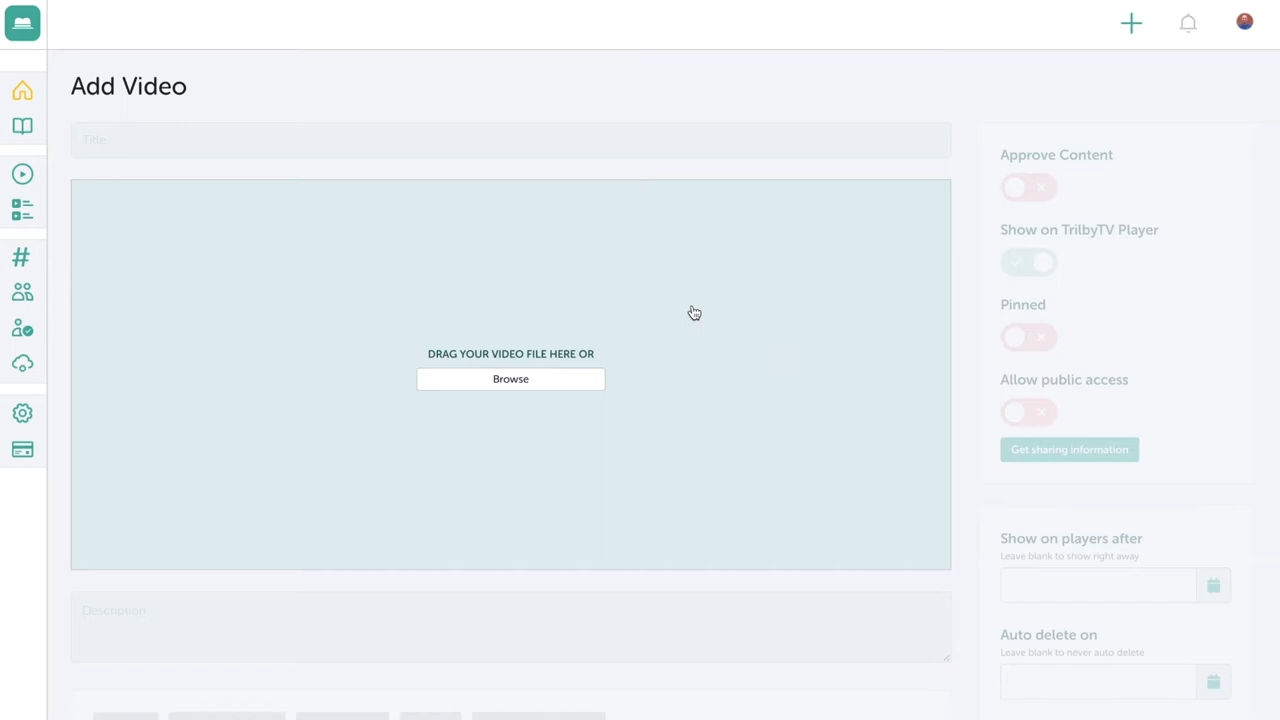 Add Video
Title
DRAG YOUR VIDEO FILE HERE OR
Browse
Description
Approve Content
Show on TrilbyTV Player
Pinned
Allow public access
Get sharing information
Show on players after
Leave blank to show right away
Auto delete on
Leave blank to never auto delete